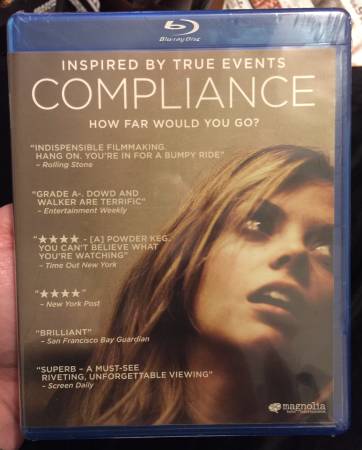 Blu-ray Disc
INSPIRED BY TRUE EVENTS
COMPLIANCE
HOW FAR WOULD YOU GO?
"INDISPENSIBLE FILMMAKING.
HANG ON. YOU'RE IN FOR A BUMPY RIDE"
– Rolling Stone
"GRADE A-. DOWD AND
WALKER ARE TERRIFIC"
– Entertainment Weekly
"★★★★ - [A] POWDER KEG.
YOU CAN'T BELIEVE WHAT
YOU'RE WATCHING"
– Time Out New York
"★★★★"
– New York Post
"BRILLIANT"
– San Francisco Bay Guardian
"SUPERB – A MUST-SEE
RIVETING, UNFORGETTABLE VIEWING"
– Screen Daily
magnolia